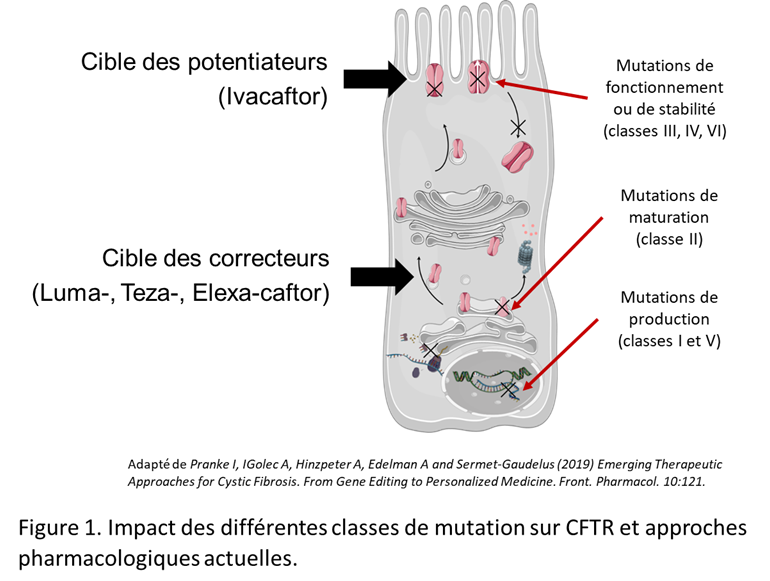 Cible des potentiateurs
(Ivacaftor)
Mutations de
fonctionnement
ou de stabilité
(classes III, IV, VI)
Mutations de
maturation
(classe II)
Cible des correcteurs
(Luma-, Teza-, Elexa-caftor)
Mutations de
production
(classes I et V)
Adapté de Pranke I, IGolec A, Hinzpeter A, Edelman A and Sermet-Gaudelus (2019) Emerging Therapeutic
Approaches for Cystic Fibrosis. From Gene Editing to Personalized Medicine. Front. Pharmacol. 10:121.
Figure 1. Impact des différentes classes de mutation sur CFTR et approches
pharmacologiques actuelles.